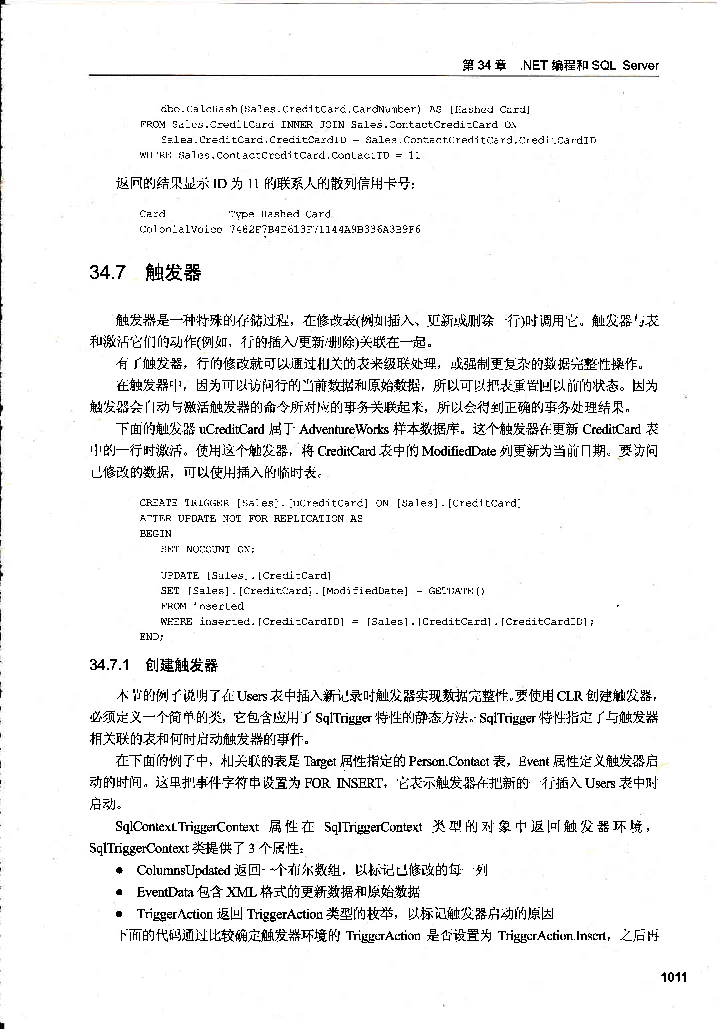 第 34 章 .NET 编程和 SQL Server
dbo.CalcHash(Sales.CreditCard.CardNumber) AS [Hashed Card]
FROM Sales.CreditCard INNER JOIN Sales.ContactCreditCard ON
Sales.CreditCard.CreditCardID = Sales.ContactCreditCard.CreditCardID
WHERE Sales.ContactCreditCard.ContactID = 11
返回的结果显示 ID 为 11 的联系人的散列信用卡号：
Card Type Hashed Card
ColonialVoice
34.7 触发器
触发器是一种特殊的存储过程，在修改表(例如插入、更新或删除一行)时调用它。触发器与表
和激活它们的动作(例如，行的插入/更新/删除)关联在一起。
有了触发器，行的修改就可以通过相关的表来级联处理，或强制更复杂的数据完整性操作。
在触发器中，因为可以访问行的当前数据和原始数据，所以可以把表重置回以前的状态。因为
触发器会自动与激活触发器的命令所对应的事务关联起来，所以会得到正确的事务处理结果。
下面的触发器 uCreditCard 属于 AdventureWorks 样本数据库。这个触发器在更新 CreditCard 表
中的一行时激活。使用这个触发器，将 CreditCard 表中的 ModifiedDate 列更新为当前日期。要访问
已修改的数据，可以使用插入的临时表。
CREATE TRIGGER [Sales].[uCreditCard] ON [Sales].[CreditCard]
AFTER UPDATE NOT FOR REPLICATION AS
BEGIN
SET NOCOUNT ON;
UPDATE [Sales].[CreditCard]
SET [Sales].[CreditCard].[ModifiedDate] = GETDATE()
FROM inserted
WHERE inserted.[CreditCardID] = [Sales].[CreditCard].[CreditCardID];
END;
34.7.1 创建触发器
本节的例子说明了在 Users 表中插入新记录时触发器实现数据完整性。要使用 CLR 创建触发器，
必须定义一个简单的类，它包含应用了 SqlTrigger 特性的静态方法。SqlTrigger 特性指定了与触发器
相关联的表和何时启动触发器的事件。
在下面的例子中，相关联的表是 Target 属性指定的 Person.Contact 表，Event 属性定义触发器启
动的时间。这里把事件字符串设置为 FOR INSERT，它表示触发器在把新的一行插入 Users 表中时
启动。
SqlContext.TriggerContext 属性在 SqlTriggerContext 类型的对象中返回触发器环境，
SqlTriggerContext 类提供了 3 个属性：
● ColumnsUpdated 返回一个布尔数组，以标记已修改的每一列
● EventData 包含 XML 格式的更新数据和原始数据
● TriggerAction 返回 TriggerAction 类型的枚举，以标记触发器启动的原因
下面的代码通过比较确定触发器环境的 TriggerAction 是否设置为 TriggerAction.Insert，之后再
1011